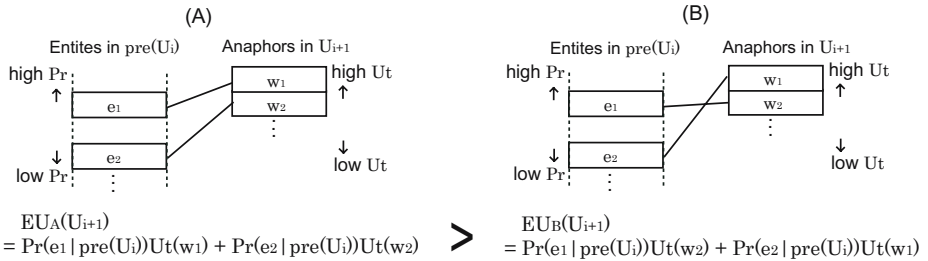 (A)
Entites in pre(Ui)
Anaphors in Ui+1
high Pr
↑
e1
e2
⋮
↓
low Pr
w1
w2
⋮
high Ut
↑
↓
low Ut
EUA(Ui+1)
= Pr(e1 | pre(Ui))Ut(w1) + Pr(e2 | pre(Ui))Ut(w2)
>
(B)
Entities in pre(Ui)
Anaphors in Ui+1
high Pr
↑
e1
e2
⋮
↓
low Pr
w1
w2
⋮
high Ut
↑
↓
low Ut
EUB(Ui+1)
= Pr(e1 | pre(Ui))Ut(w2) + Pr(e2 | pre(Ui))Ut(w1)